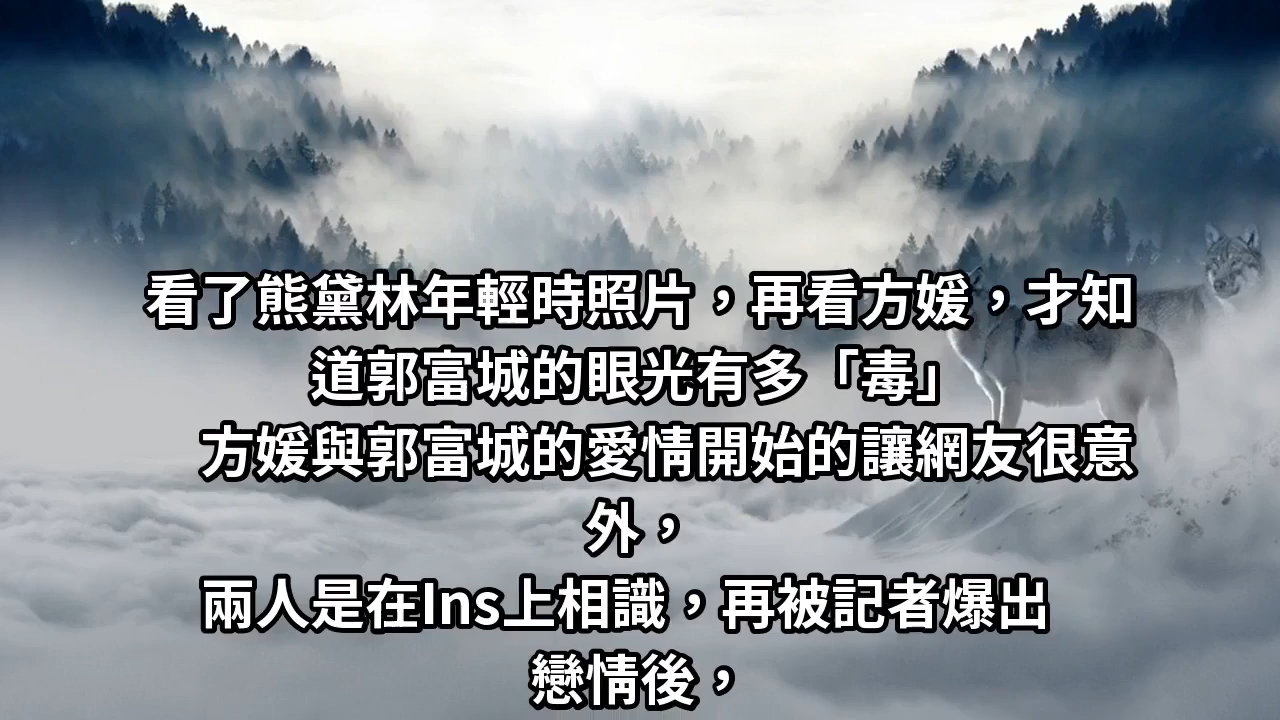 看了熊黛林年輕時照片，再看方媛，才知
道郭富城的眼光有多「毒」
方媛與郭富城的愛情開始的讓網友很意
外，
兩人是在Ins上相識，再被記者爆出
戀情後，